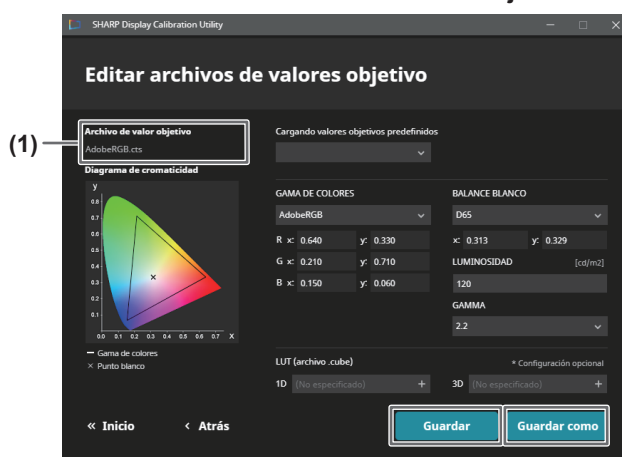 SHARP Display Calibration Utility
Editar archivos de valores objetivo
(1)
Archivo de valor objetivo
AdobeRGB.cts
Diagrama de cromaticidad
y
0.8
0.7
0.6
0.5
0.4
0.3
0.2
0.1
0.0 0.1 0.2 0.3 0.4 0.5 0.6 0.7 X
Gama de colores
× Punto blanco
Cargando valores objetivos predefinidos
GAMA DE COLORES
AdobeRGB
R x: 0.640 y: 0.330
G x: 0.210 y: 0.710
B x: 0.150 y: 0.060
BALANCE BLANCO
D65
x: 0.313 y: 0.329
LUMINOSIDAD [cd/m2]
120
GAMMA
2.2
LUT (archivo .cube) * Configuración opcional
1D (No especificado) + 3D (No especificado) +
« Inicio ‹ Atrás Guardar Guardar como